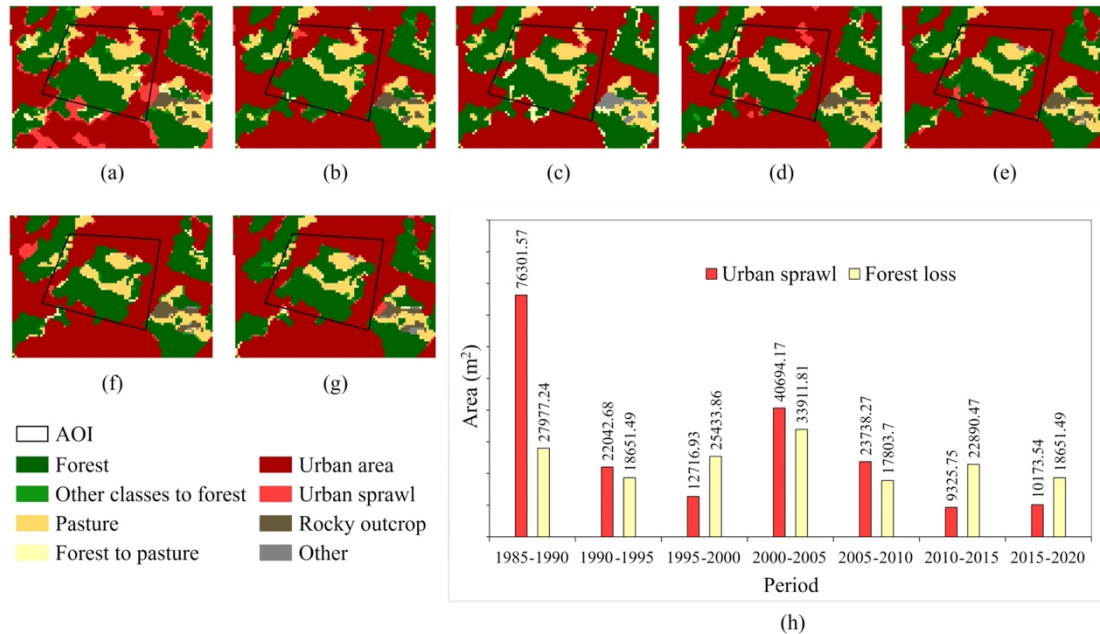 (a)
(b)
(c)
(d)
(e)
(f)
(g)
AOI
Forest
Other classes to forest
Pasture
Forest to pasture
Urban area
Urban sprawl
Rocky outcrop
Other
Area (m²)
Urban sprawl
Forest loss
76301.57
27977.24
22042.68
18651.49
12716.93
25433.86
40694.17
33911.81
23738.27
17803.7
9325.75
22890.47
10173.54
18651.49
1985-1990
1990-1995
1995-2000
2000-2005
2005-2010
2010-2015
2015-2020
Period
(h)